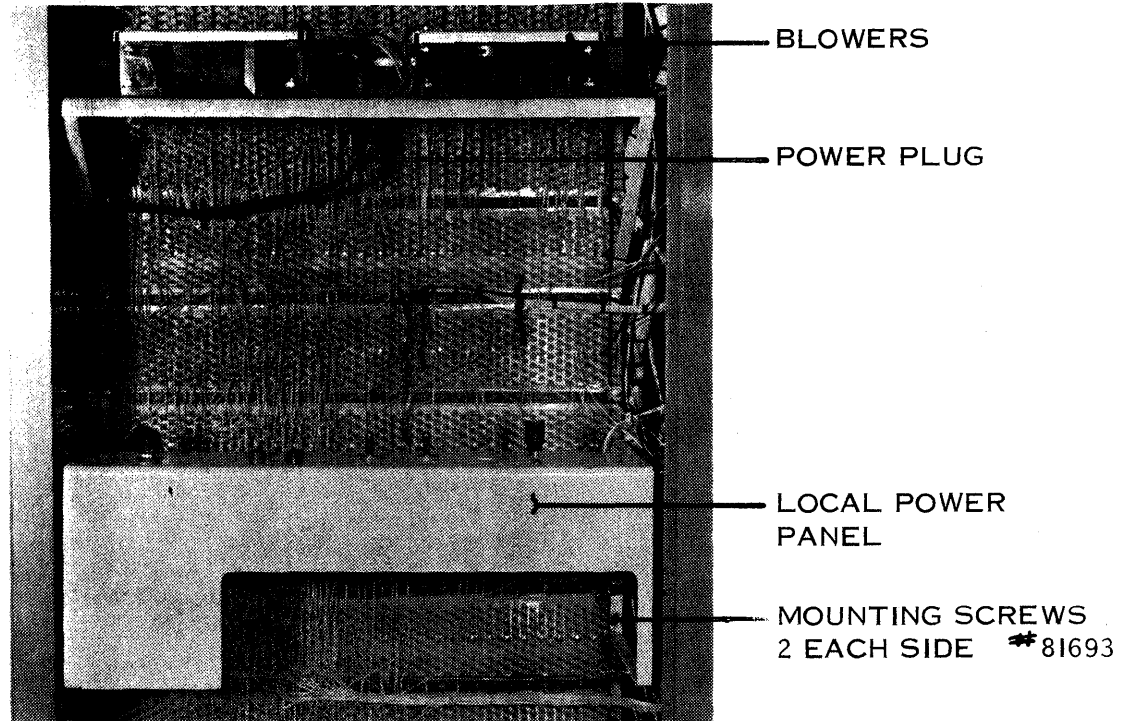 BLOWERS
POWER PLUG
LOCAL POWER
PANEL
MOUNTING SCREWS
2 EACH SIDE #81693